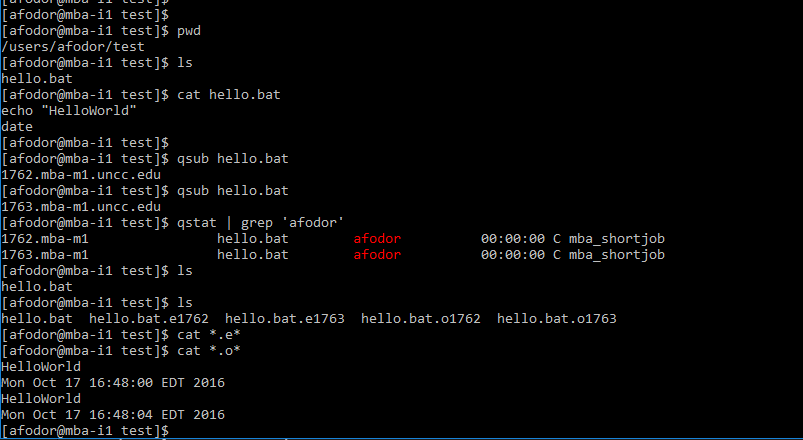 [afodor@mba-i1 test]$
[afodor@mba-i1 test]$
[afodor@mba-i1 test]$ pwd
/users/afodor/test
[afodor@mba-i1 test]$ ls
hello.bat
[afodor@mba-i1 test]$ cat hello.bat
echo "HelloWorld"
date
[afodor@mba-i1 test]$
[afodor@mba-i1 test]$ qsub hello.bat
1762.mba-m1.uncc.edu
[afodor@mba-i1 test]$ qsub hello.bat
1763.mba-m1.uncc.edu
[afodor@mba-i1 test]$ qstat | grep 'afodor'
1762.mba-m1                hello.bat        afodor          00:00:00 C mba_shortjob
1763.mba-m1                hello.bat        afodor          00:00:00 C mba_shortjob
[afodor@mba-i1 test]$ ls
hello.bat
[afodor@mba-i1 test]$ ls
hello.bat  hello.bat.e1762  hello.bat.e1763  hello.bat.o1762  hello.bat.o1763
[afodor@mba-i1 test]$ cat *.e*
[afodor@mba-i1 test]$ cat *.o*
HelloWorld
Mon Oct 17 16:48:00 EDT 2016
HelloWorld
Mon Oct 17 16:48:04 EDT 2016
[afodor@mba-i1 test]$